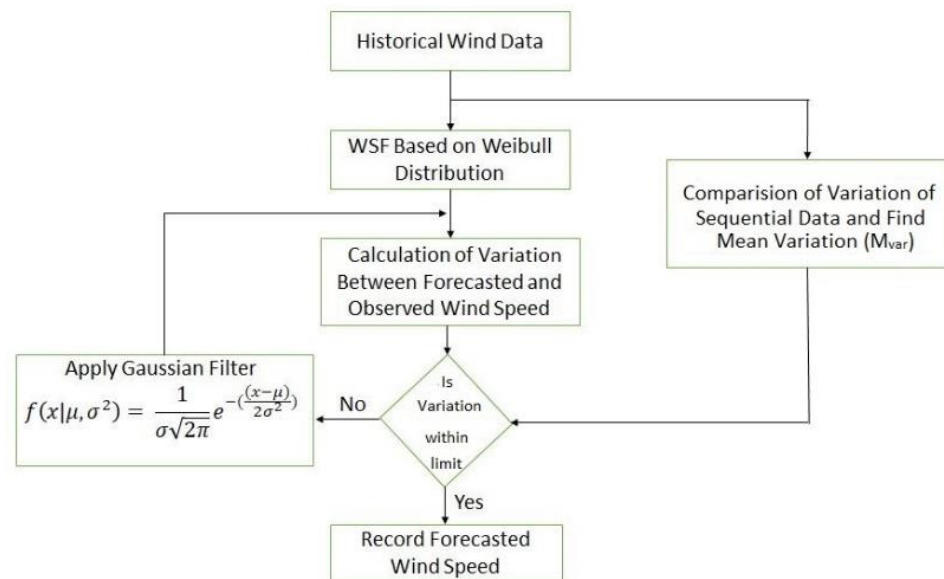 Historical Wind Data
WSF Based on Weibull
Distribution
Comparision of Variation of
Sequential Data and Find
Mean Variation (Mvar)
Calculation of Variation
Between Forecasted and
Observed Wind Speed
Apply Gaussian Filter
f(x|μ,σ²) = 1/(σ√2π) e^−((x−μ)/2σ²)
No
Is
Variation
within
limit
Yes
Record Forecasted
Wind Speed